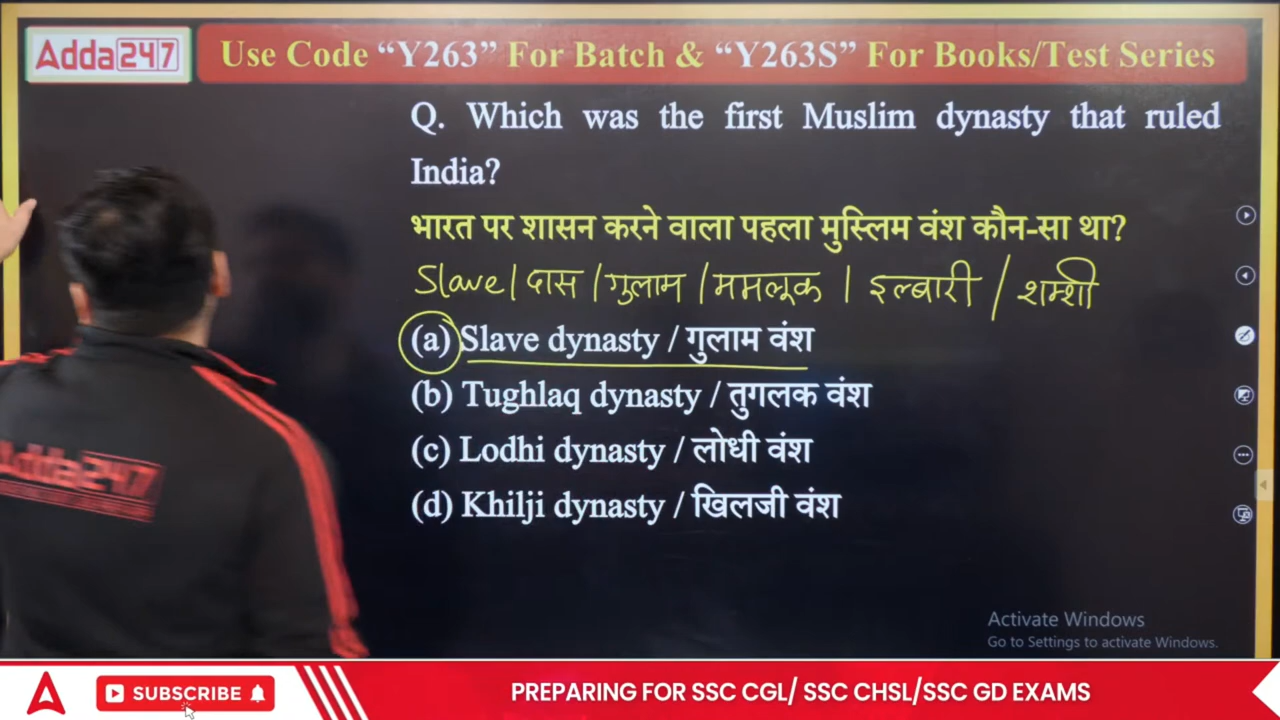 Adda247
Use Code “Y263” For Batch & “Y263S” For Books/Test Series
Q. Which was the first Muslim dynasty that ruled
India?
भारत पर शासन करने वाला पहला मुस्लिम वंश कौन-सा था?
Slave/दास/गुलाम/ममलूक/इल्बारी/शम्शी
(a) Slave dynasty / गुलाम वंश
(b) Tughlaq dynasty / तुगलक वंश
(c) Lodhi dynasty / लोधी वंश
(d) Khilji dynasty / खिलजी वंश
Adda247
Activate Windows
Go to Settings to activate Windows.
SUBSCRIBE
PREPARING FOR SSC CGL/ SSC CHSL/SSC GD EXAMS